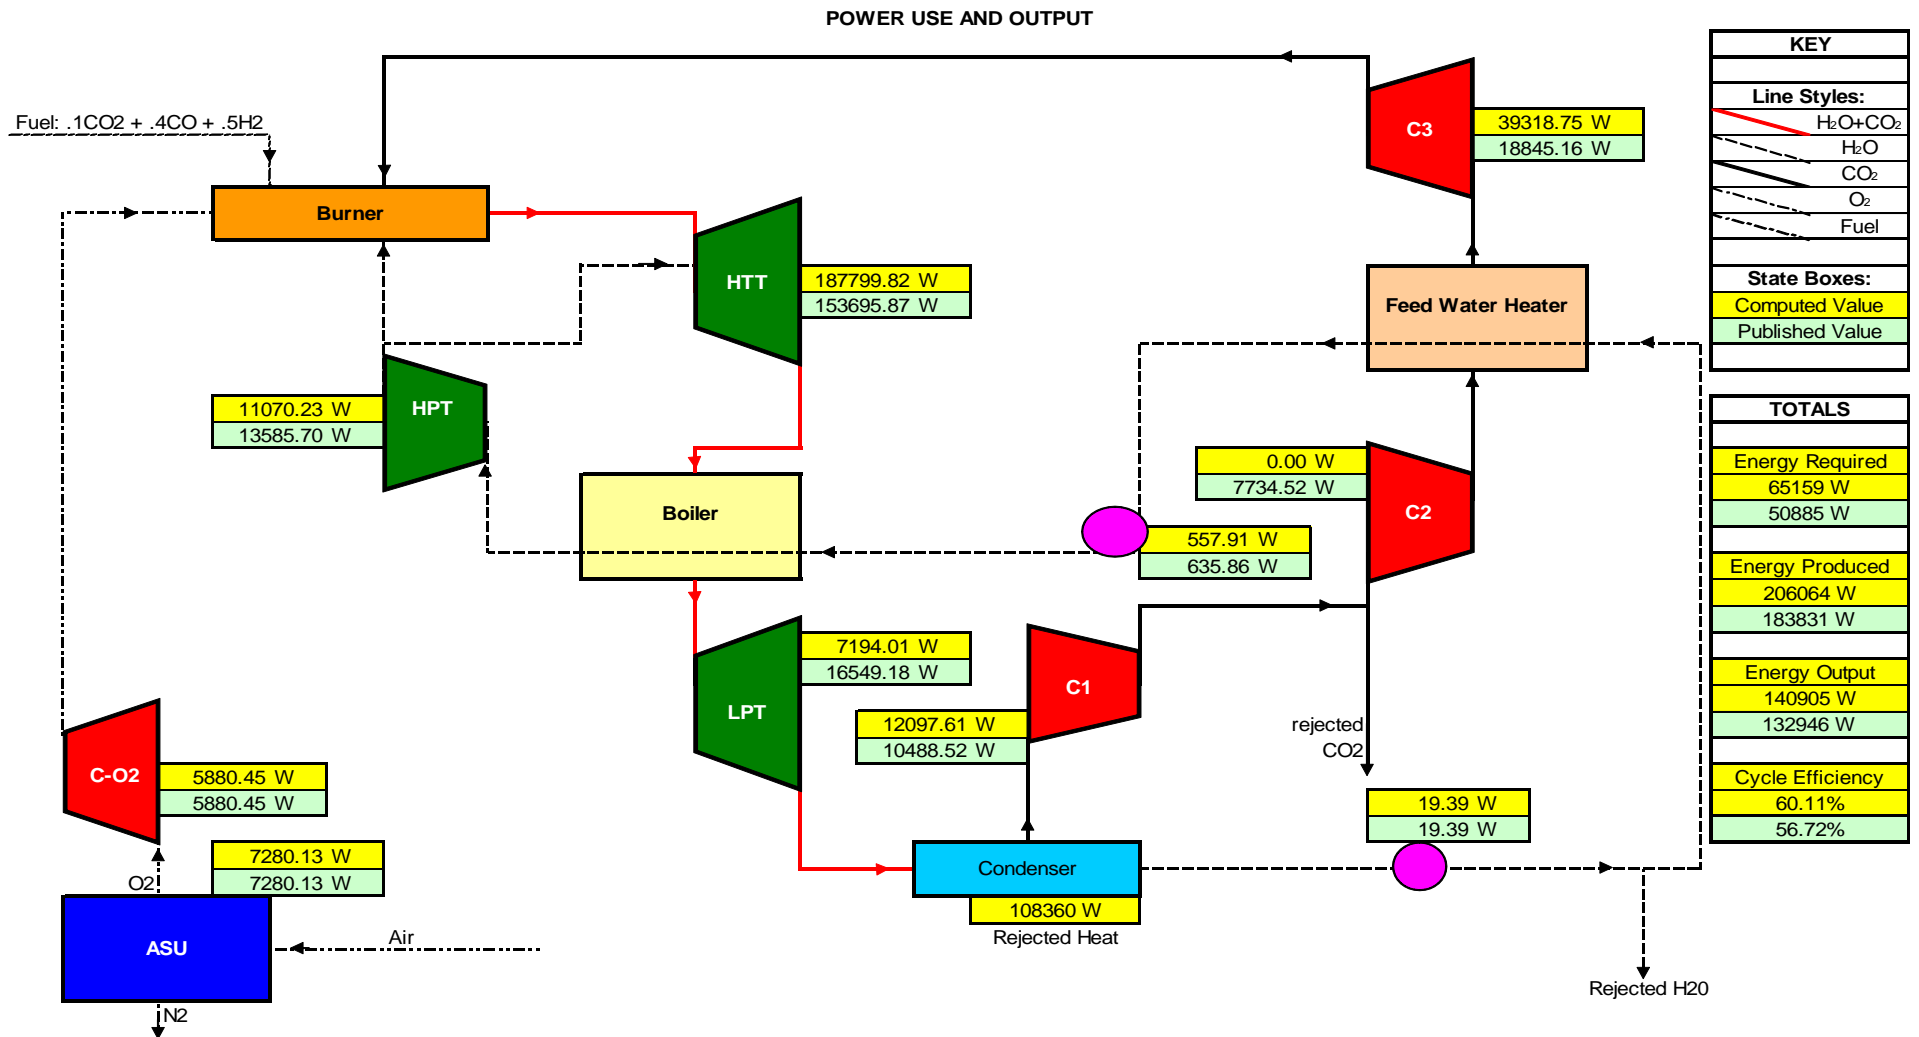 POWER USE AND OUTPUT
Fuel: .1CO2 + .4CO + .5H2
Burner
HTT
187799.82 W
153695.87 W
HPT
11070.23 W
13585.70 W
Boiler
LPT
7194.01 W
16549.18 W
C-O2
5880.45 W
5880.45 W
7280.13 W
7280.13 W
O2
ASU
Air
N2
Condenser
108360 W
Rejected Heat
C1
12097.61 W
10488.52 W
557.91 W
635.86 W
C2
0.00 W
7734.52 W
rejected
CO2
19.39 W
19.39 W
Rejected H20
Feed Water Heater
C3
39318.75 W
18845.16 W
KEY
Line Styles:
H₂O+CO₂
H₂O
CO₂
O₂
Fuel
State Boxes:
Computed Value
Published Value
TOTALS
Energy Required
65159 W
50885 W
Energy Produced
206064 W
183831 W
Energy Output
140905 W
132946 W
Cycle Efficiency
60.11%
56.72%